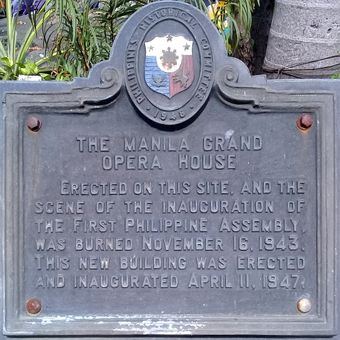 PHILIPPINES HISTORICAL COMMITTEE
1948
THE MANILA GRAND
OPERA HOUSE
ERECTED ON THIS SITE, AND THE
SCENE OF THE INAUGURATION OF
THE FIRST PHILIPPINE ASSEMBLY,
WAS BURNED NOVEMBER 16, 1943.
THIS NEW BUILDING WAS ERECTED
AND INAUGURATED APRIL 11, 1947.